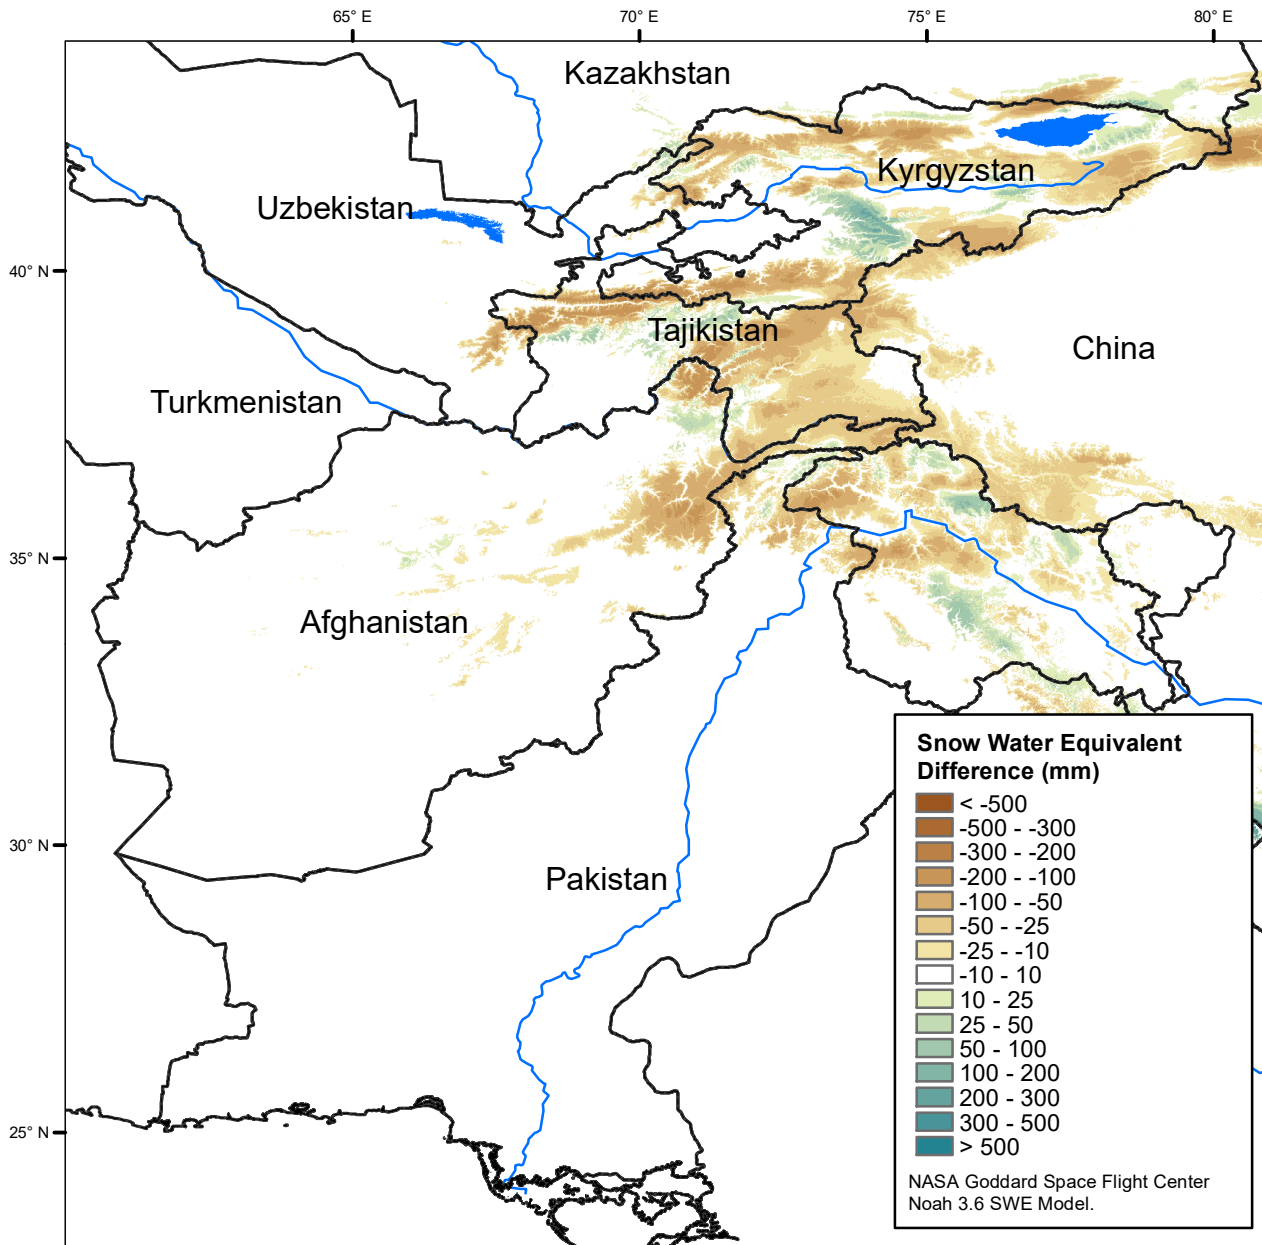 65° E
70° E
75° E
80° E
Kazakhstan
Kyrgyzstan
Uzbekistan
40° N
Tajikistan
China
Turkmenistan
35° N
Afghanistan
Snow Water Equivalent
Difference (mm)
< -500
-500 - -300
-300 - -200
-200 - -100
-100 - -50
-50 - -25
-25 - -10
-10 - 10
10 - 25
25 - 50
50 - 100
100 - 200
200 - 300
300 - 500
> 500
30° N
Pakistan
25° N
NASA Goddard Space Flight Center
Noah 3.6 SWE Model.